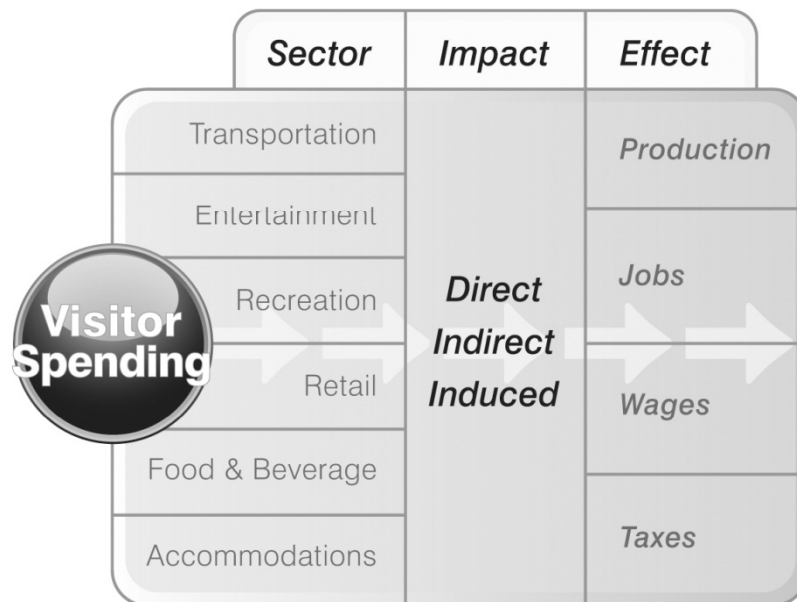 Sector Impact Effect
Transportation
Entertainment
Recreation
Retail
Food & Beverage
Accommodations
Visitor
Spending
Direct
Indirect
Induced
Production
Jobs
Wages
Taxes